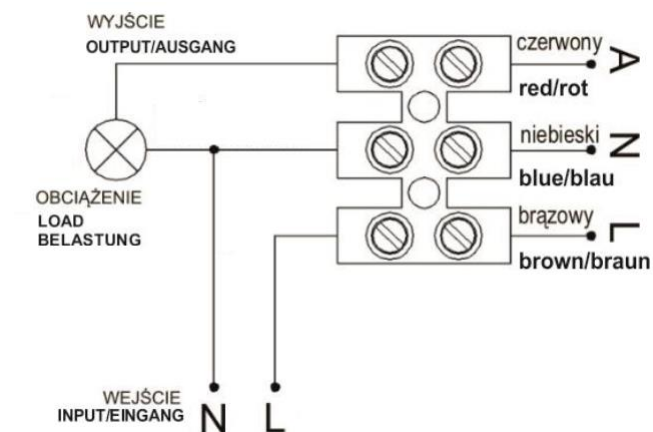 WYJŚCIE
OUTPUT/AUSGANG
czerwony
A
red/rot
niebieski
N
blue/blau
OBCIĄŻENIE
LOAD
BELASTUNG
brązowy
L
brown/braun
WEJŚCIE
INPUT/EINGANG N L